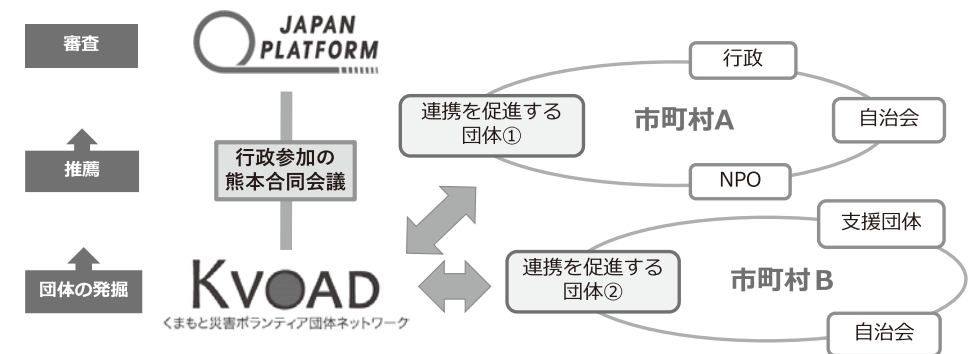 審査
推薦
団体の発掘
JAPAN
PLATFORM
行政参加の
熊本合同会議
KVOAD
くまもと災害ボランティア団体ネットワーク
連携を促進する
団体①
市町村A
行政
自治会
NPO
連携を促進する
団体②
市町村B
支援団体
自治会